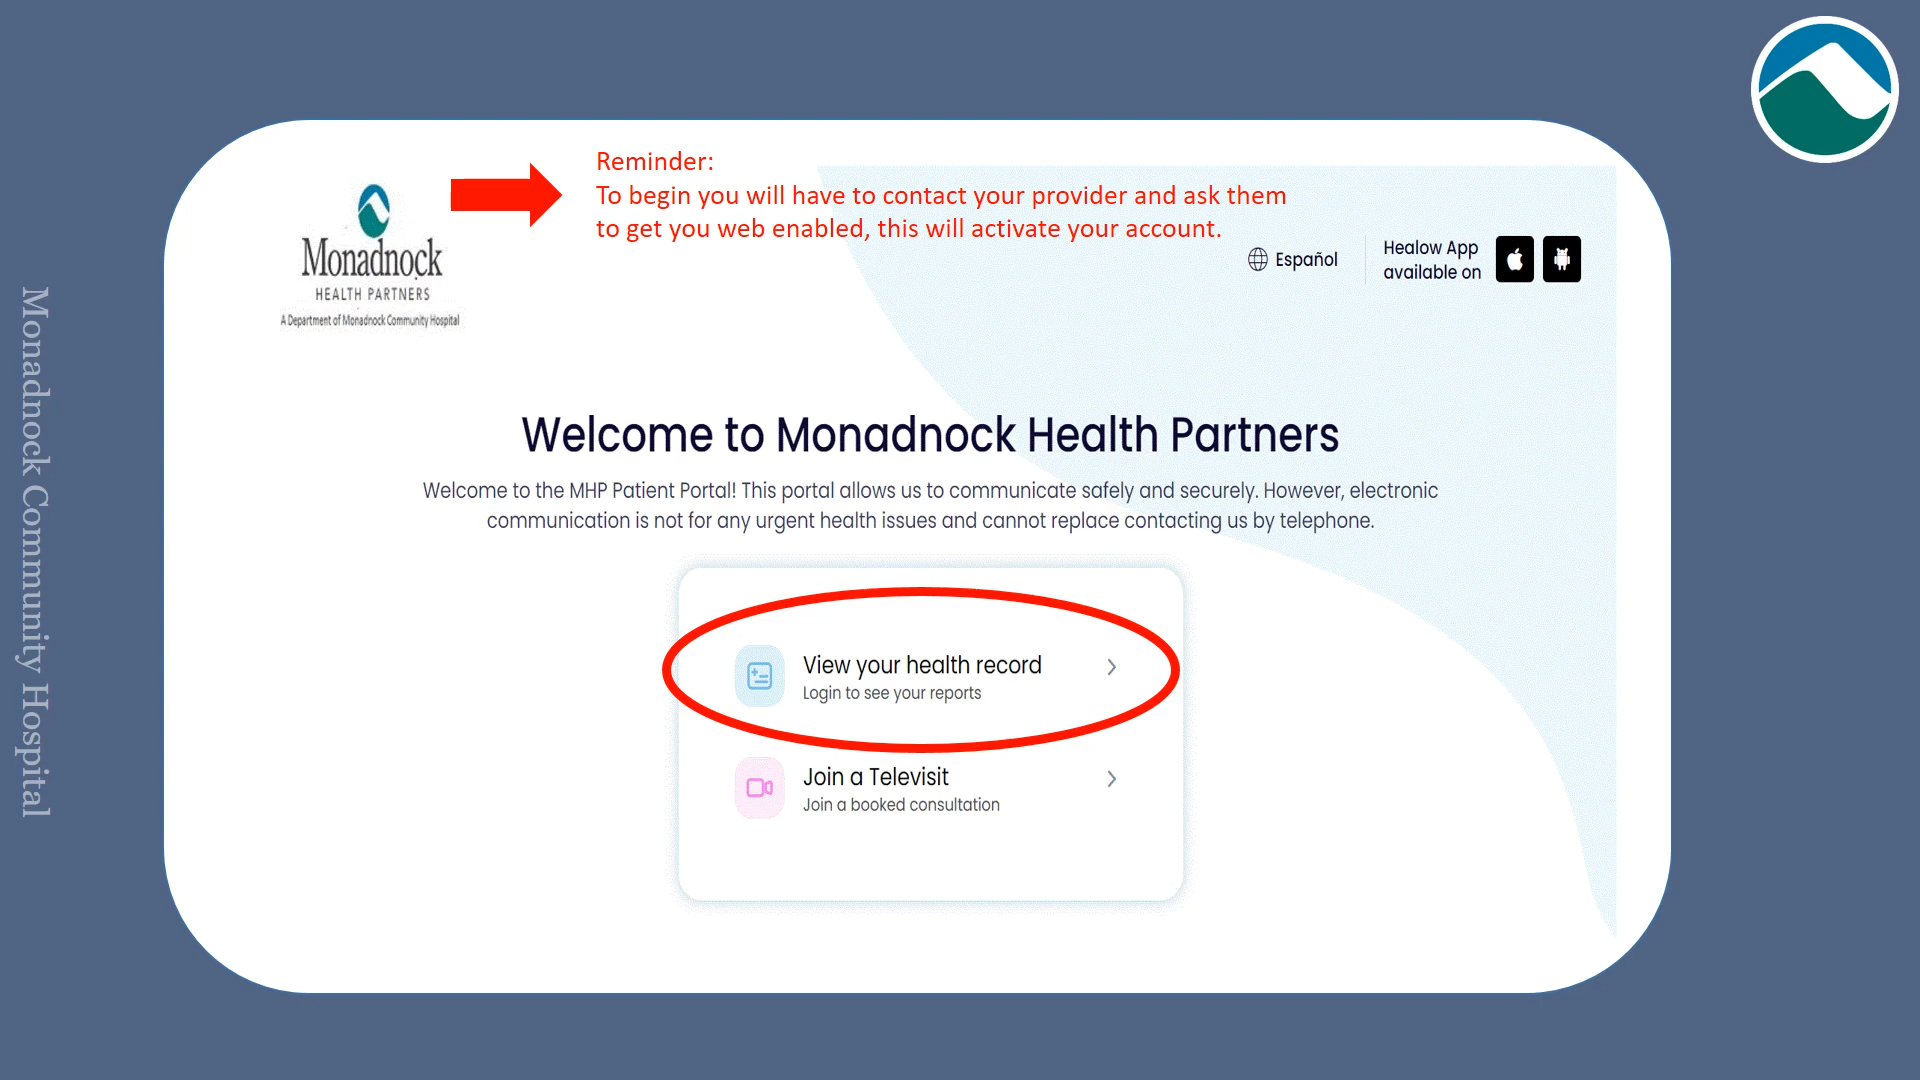 Reminder:
To begin you will have to contact your provider and ask them
to get you web enabled, this will activate your account.
Monadnock
HEALTH PARTNERS
A Department of Monadnock Community Hospital
Español
Healow App
available on
Welcome to Monadnock Health Partners
Welcome to the MHP Patient Portal! This portal allows us to communicate safely and securely. However, electronic
communication is not for any urgent health issues and cannot replace contacting us by telephone.
View your health record
Login to see your reports
Join a Televisit
Join a booked consultation
Monadnock Community Hospital